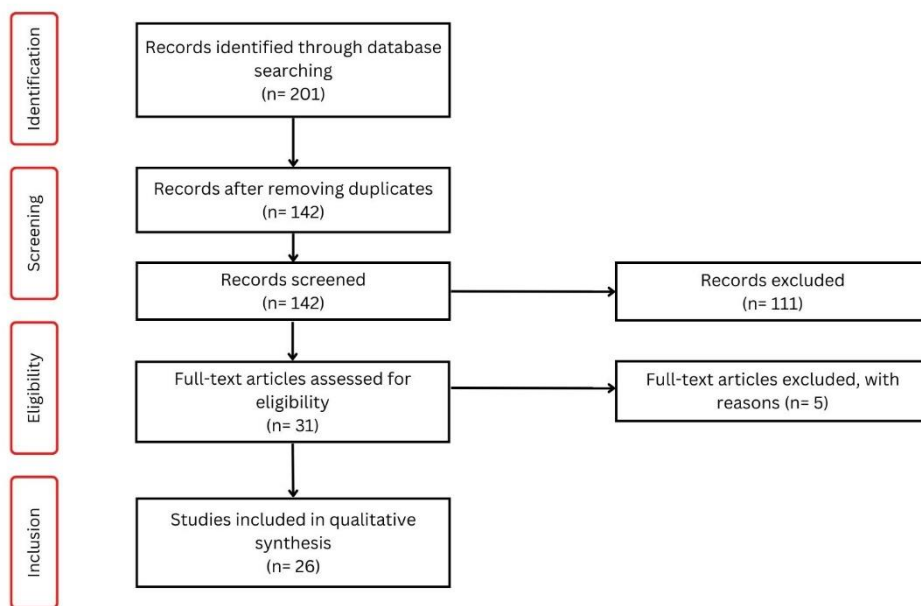 Identification
Records identified through database
searching
(n= 201)
Screening
Records after removing duplicates
(n= 142)
Records screened
(n= 142)
Records excluded
(n= 111)
Eligibility
Full-text articles assessed for
eligibility
(n= 31)
Full-text articles excluded, with
reasons (n= 5)
Inclusion
Studies included in qualitative
synthesis
(n= 26)